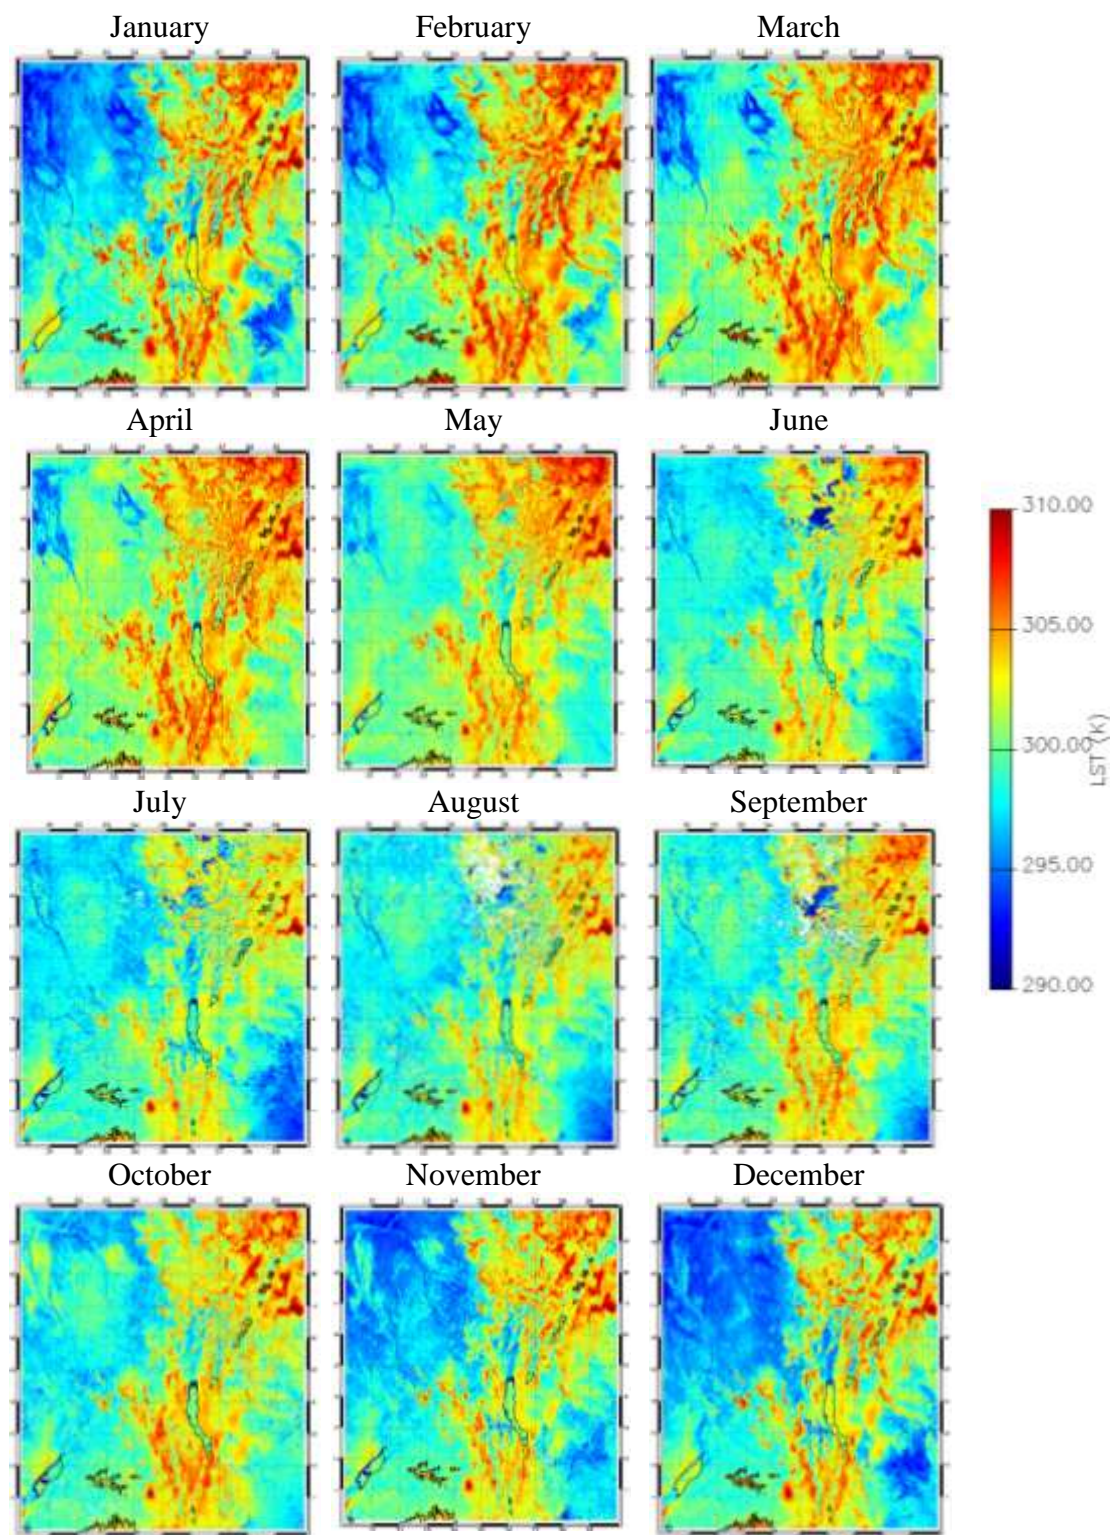 January February March
April May June
310.00
305.00
300.00
295.00
290.00
LST (K)
July August September
October November December